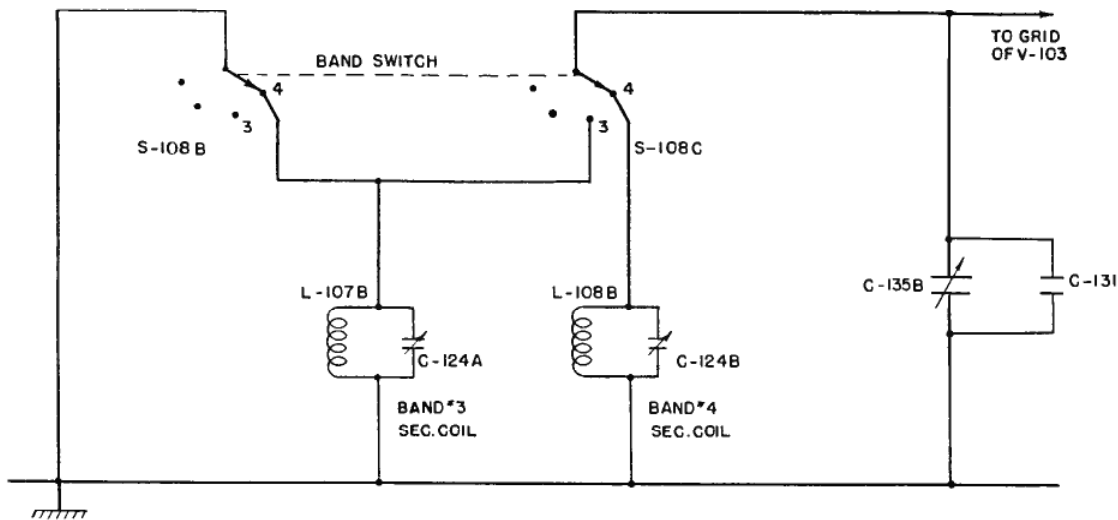 TO GRID
OF V-103
BAND SWITCH
4
3
S-108B
4
3
S-108C
L-107B
C-124A
BAND #3
SEC. COIL
L-108B
C-124B
BAND #4
SEC. COIL
C-135B
C-131